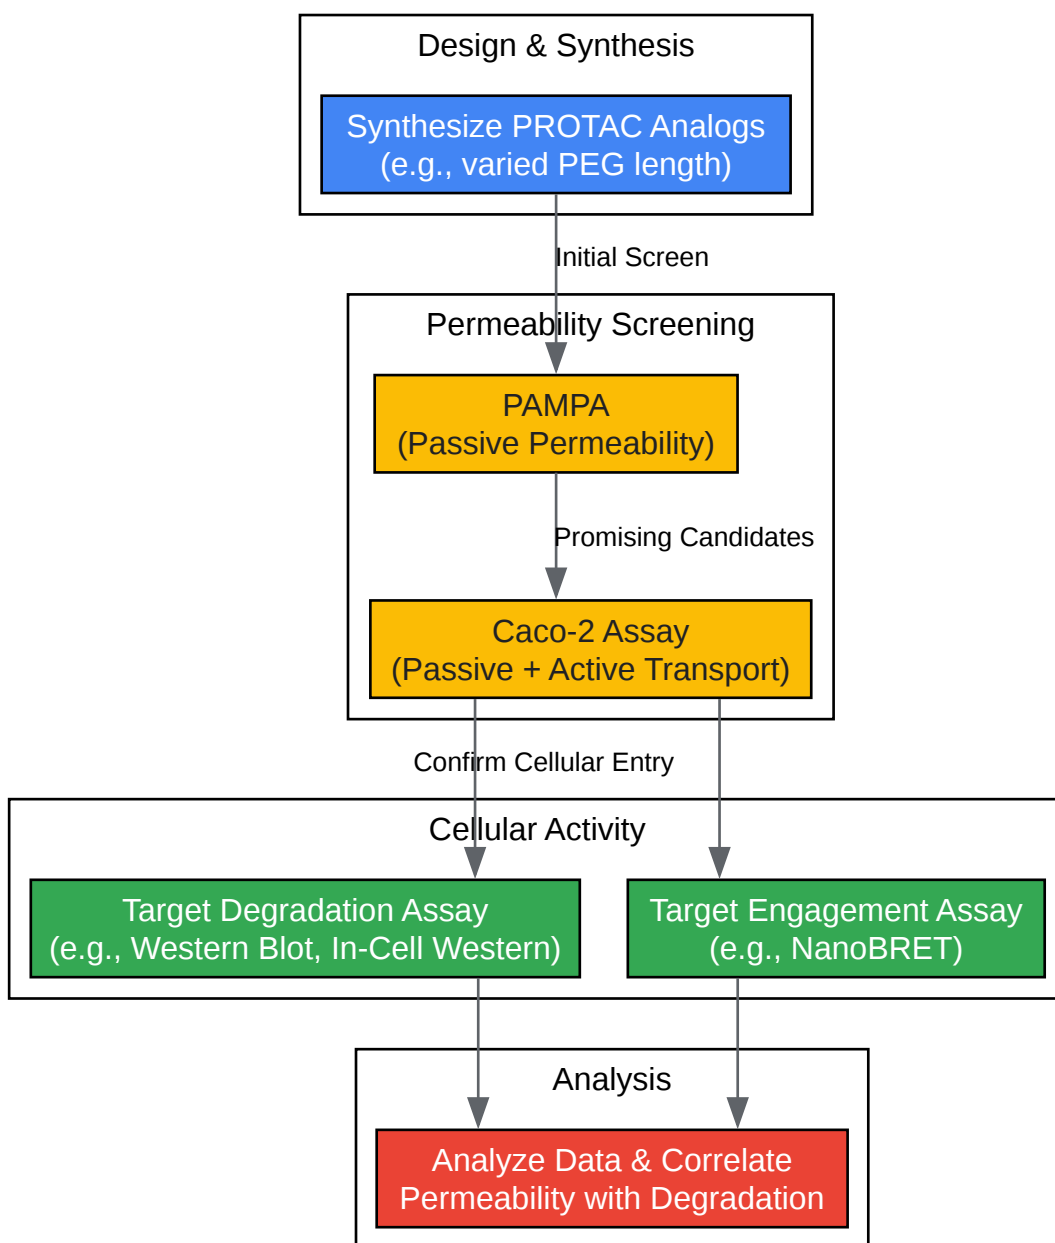 Design & Synthesis
Synthesize PROTAC Analogs
(e.g., varied PEG length)
Initial Screen
Permeability Screening
PAMPA
(Passive Permeability)
Promising Candidates
Caco-2 Assay
(Passive + Active Transport)
Confirm Cellular Entry
Cellular Activity
Target Degradation Assay
(e.g., Western Blot, In-Cell Western)
Target Engagement Assay
(e.g., NanoBRET)
Analysis
Analyze Data & Correlate
Permeability with Degradation